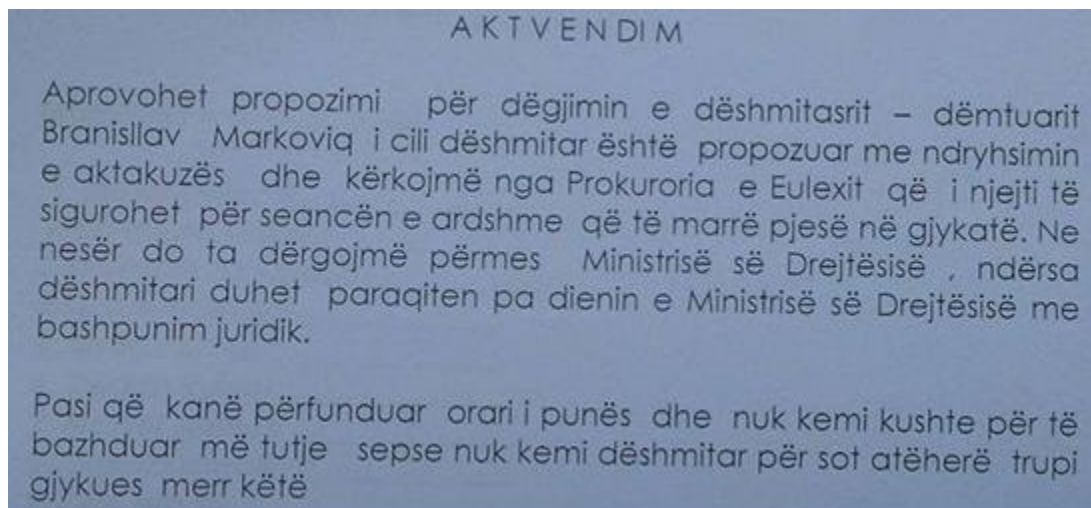 AKTVENDIM
Aprovohet propozimi për dëgjimin e dëshmitasrit – dëmtuarit
Branisllav Markoviq i cili dëshmitar është propozuar me ndryhsimin
e aktakuzës dhe kërkojmë nga Prokuroria e Eulexit që i njejti të
sigurohet për seancën e ardshme që të marrë pjesë në gjykatë. Ne
nesër do ta dërgojmë përmes Ministrisë së Drejtësisë , ndërsa
dëshmitari duhet paraqiten pa dienin e Ministrisë së Drejtësisë me
bashpunim juridik.
Pasi që kanë përfunduar orari i punës dhe nuk kemi kushte për të
bazhduar më tutje sepse nuk kemi dëshmitar për sot atëherë trupi
gjykues merr këtë